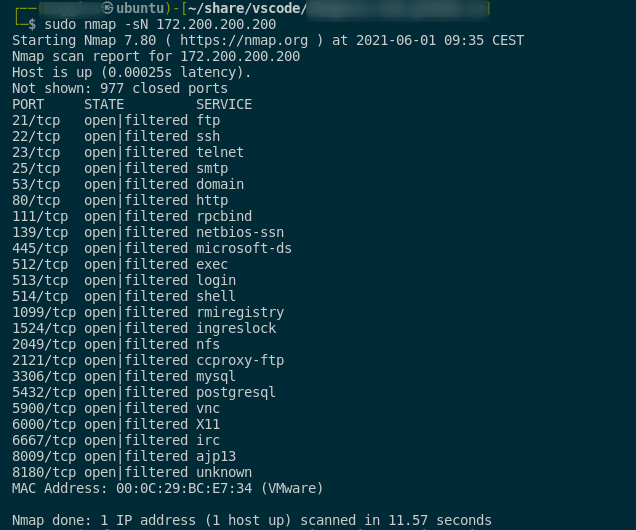 ubuntu)-[~/share/vscode/
$ sudo nmap -sN 172.200.200.200
Starting Nmap 7.80 ( https://nmap.org ) at 2021-06-01 09:35 CEST
Nmap scan report for 172.200.200.200
Host is up (0.00025s latency).
Not shown: 977 closed ports
PORT     STATE         SERVICE
21/tcp   open|filtered ftp
22/tcp   open|filtered ssh
23/tcp   open|filtered telnet
25/tcp   open|filtered smtp
53/tcp   open|filtered domain
80/tcp   open|filtered http
111/tcp  open|filtered rpcbind
139/tcp  open|filtered netbios-ssn
445/tcp  open|filtered microsoft-ds
512/tcp  open|filtered exec
513/tcp  open|filtered login
514/tcp  open|filtered shell
1099/tcp open|filtered rmiregistry
1524/tcp open|filtered ingreslock
2049/tcp open|filtered nfs
2121/tcp open|filtered ccproxy-ftp
3306/tcp open|filtered mysql
5432/tcp open|filtered postgresql
5900/tcp open|filtered vnc
6000/tcp open|filtered X11
6667/tcp open|filtered irc
8009/tcp open|filtered ajp13
8180/tcp open|filtered unknown
MAC Address: 00:0C:29:BC:E7:34 (VMware)
Nmap done: 1 IP address (1 host up) scanned in 11.57 seconds